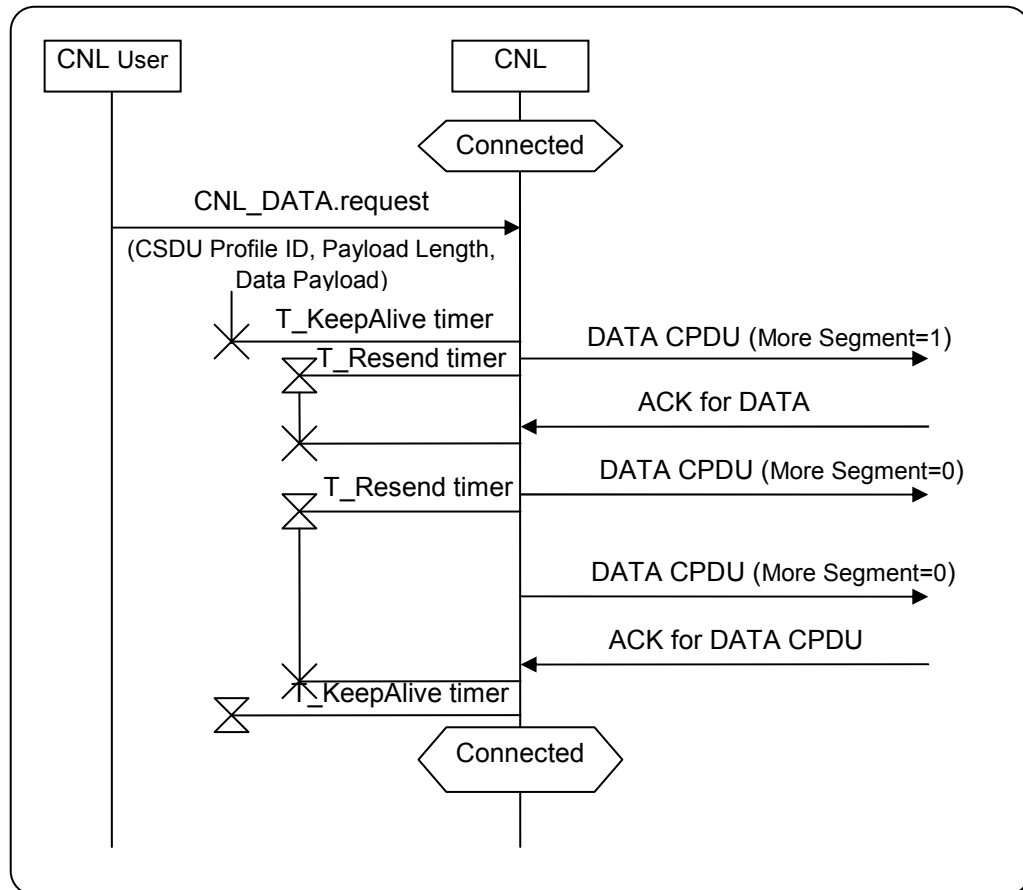 CNL User
CNL
Connected
CNL_DATA.request
(CSDU Profile ID, Payload Length,
Data Payload)
T_KeepAlive timer
DATA CPDU (More Segment=1)
T_Resend timer
ACK for DATA
DATA CPDU (More Segment=0)
T_Resend timer
DATA CPDU (More Segment=0)
ACK for DATA CPDU
T_KeepAlive timer
Connected